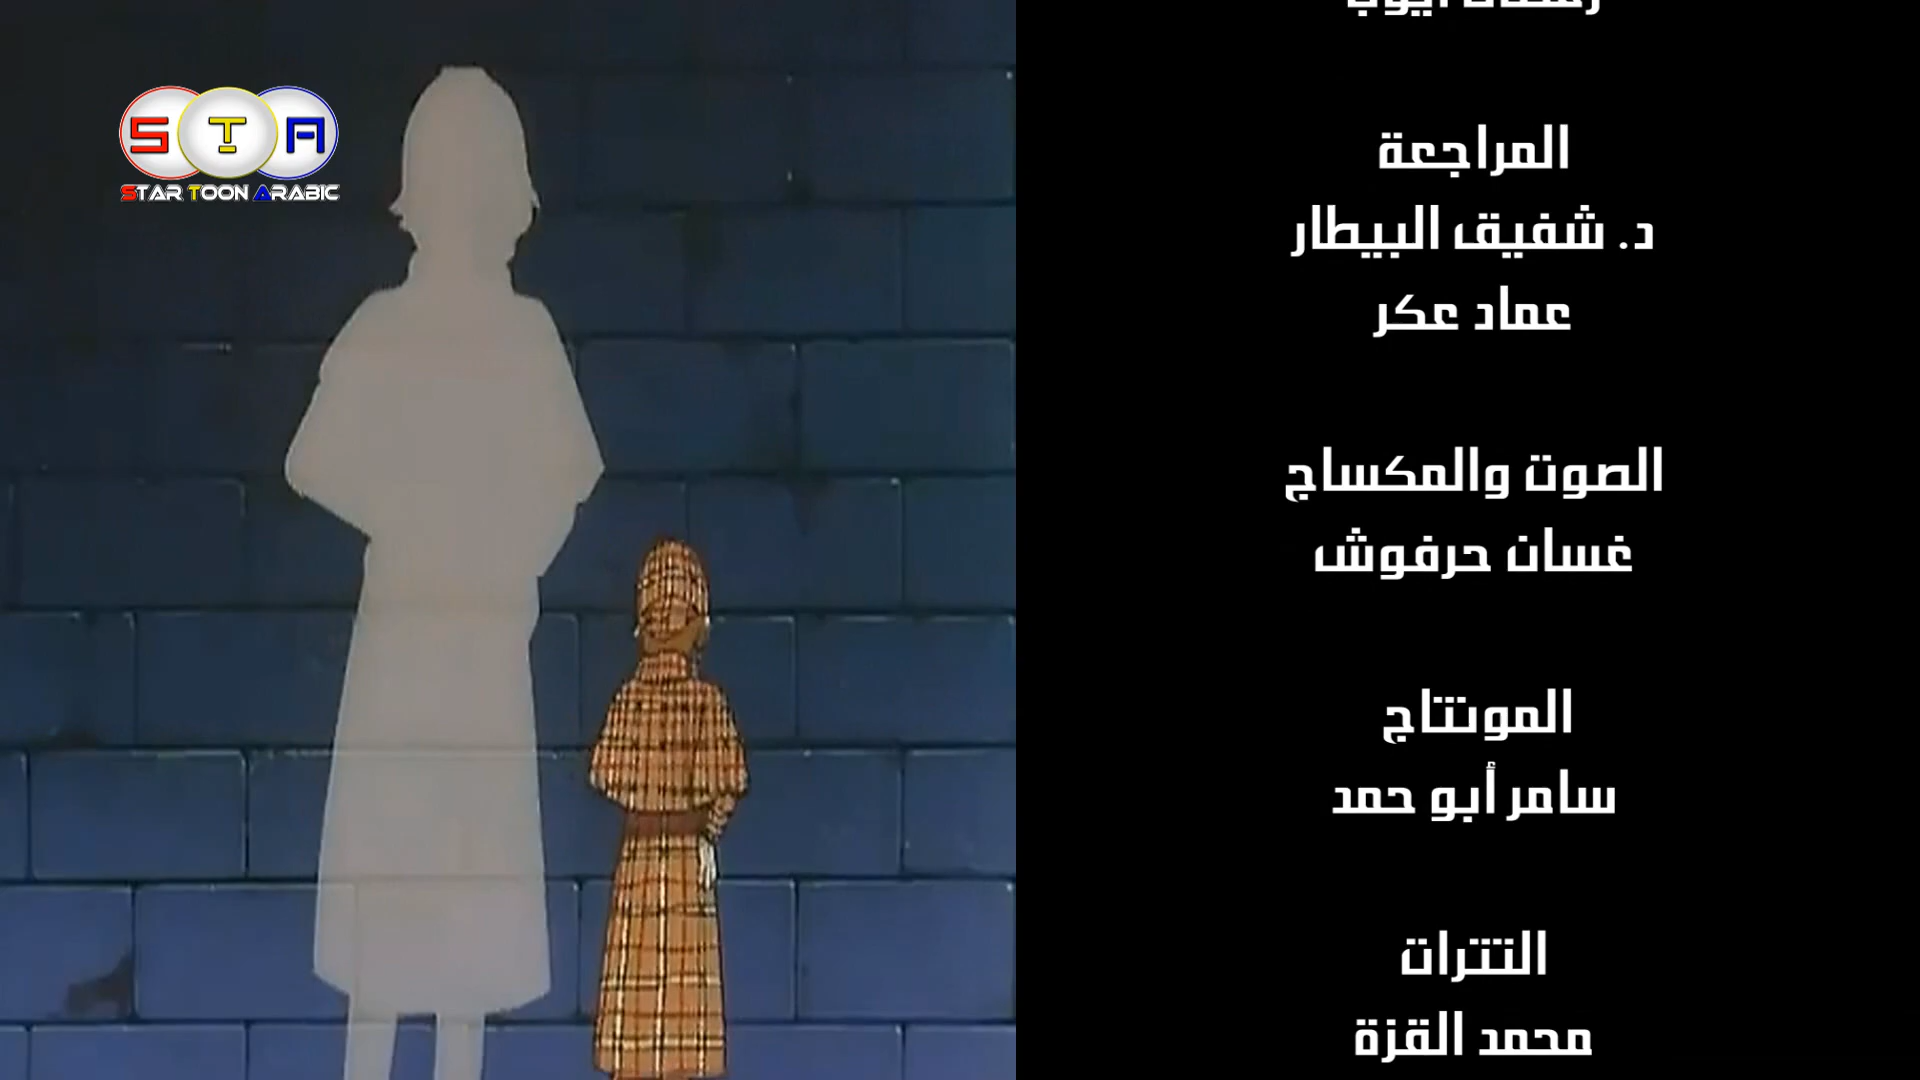 S T A
STAR TOON ARABIC
المراجعة
د. شفيق البيطار
عماد عكر
الصوت والمكساج
غسان حرفوش
المونتاج
سامر أبو حمد
التترات
محمد القزة